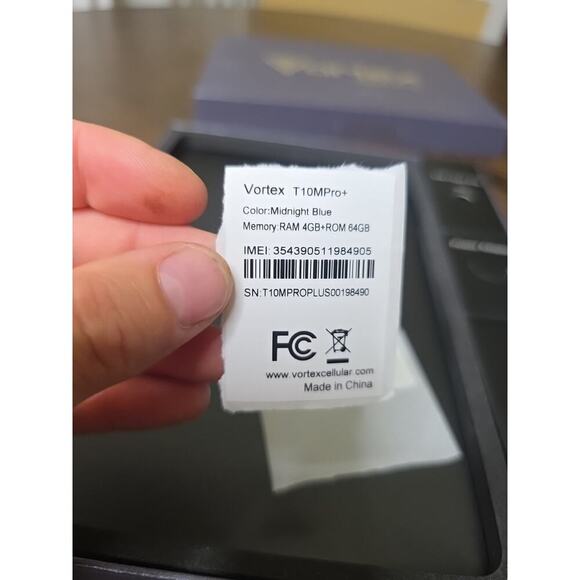 Vortex
Vortex T10MPro+
Color:Midnight Blue
Memory:RAM 4GB+ROM 64GB
IMEI: 354390511984905
SN:T10MPROPLUS00198490
FC
www.vortexcellular.com
Made in China